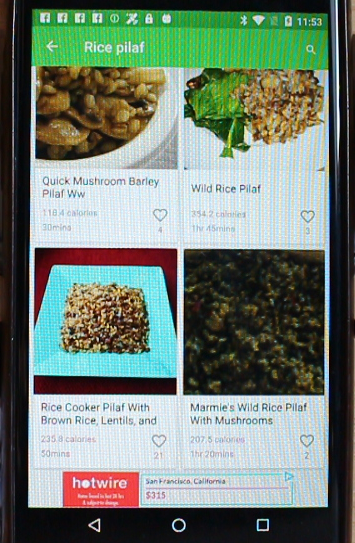 11:53
Rice pilaf
Quick Mushroom Barley
Pilaf Ww
118.4 calories
30mins
4
Wild Rice Pilaf
354.2 calories
1hr 45mins
3
Rice Cooker Pilaf With
Brown Rice, Lentils, and
235.8 calories
50mins
21
Marmie's Wild Rice Pilaf
With Mushrooms
207.5 calories
1hr 20mins
2
hotwire
San Francisco, California
$315